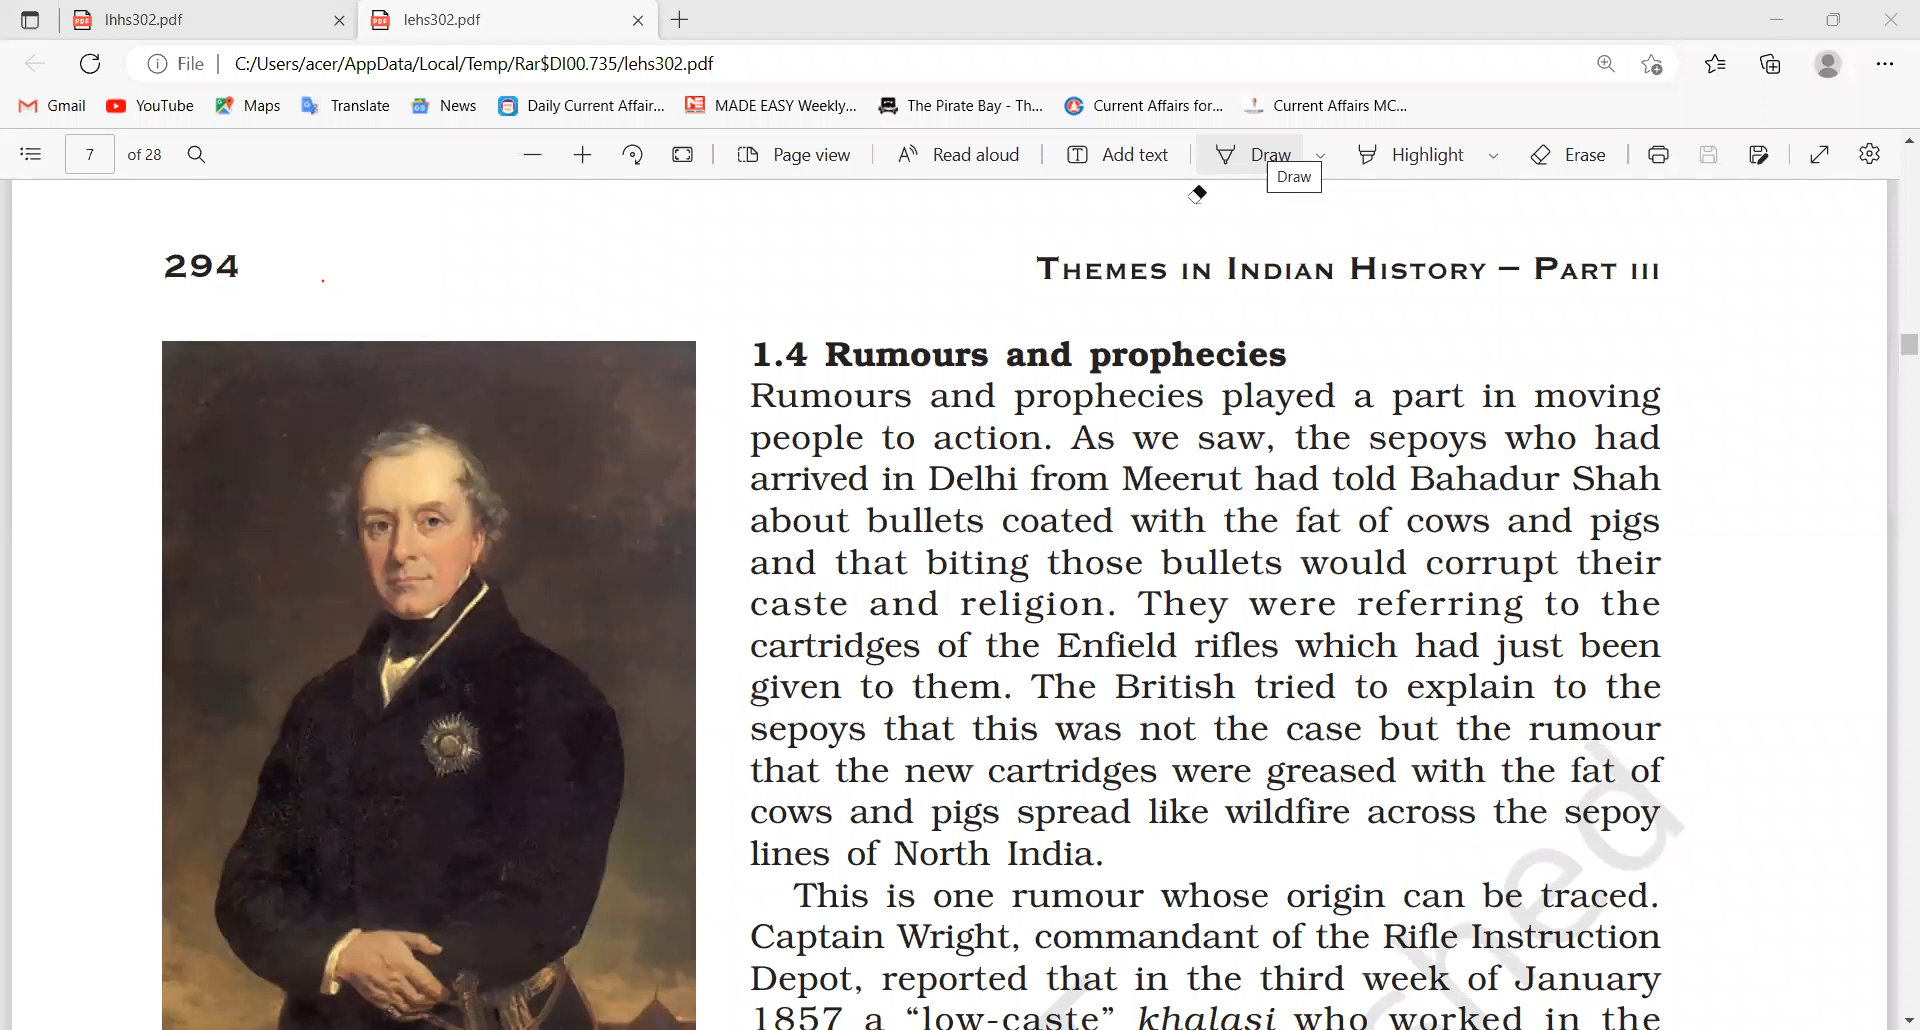 lhhs302.pdf
lehs302.pdf
File
C:/Users/acer/AppData/Local/Temp/Rar$DI00.735/lehs302.pdf
Gmail YouTube Maps Translate News Daily Current Affair... MADE EASY Weekly... The Pirate Bay - Th... Current Affairs for... Current Affairs MC...
7 of 28 Page view Read aloud Add text Draw Highlight Erase
Draw
294 THEMES IN INDIAN HISTORY – PART III
1.4 Rumours and prophecies
Rumours and prophecies played a part in moving
people to action. As we saw, the sepoys who had
arrived in Delhi from Meerut had told Bahadur Shah
about bullets coated with the fat of cows and pigs
and that biting those bullets would corrupt their
caste and religion. They were referring to the
cartridges of the Enfield rifles which had just been
given to them. The British tried to explain to the
sepoys that this was not the case but the rumour
that the new cartridges were greased with the fat of
cows and pigs spread like wildfire across the sepoy
lines of North India.
This is one rumour whose origin can be traced.
Captain Wright, commandant of the Rifle Instruction
Depot, reported that in the third week of January
1857 a “low-caste” khalasi who worked in the